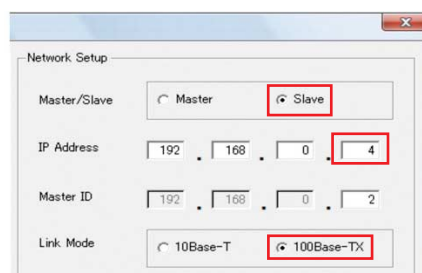 Network Setup
Master/Slave Master Slave
IP Address 192 . 168 . 0 . 4
Master ID 192 . 168 . 0 . 2
Link Mode 10Base-T 100Base-TX